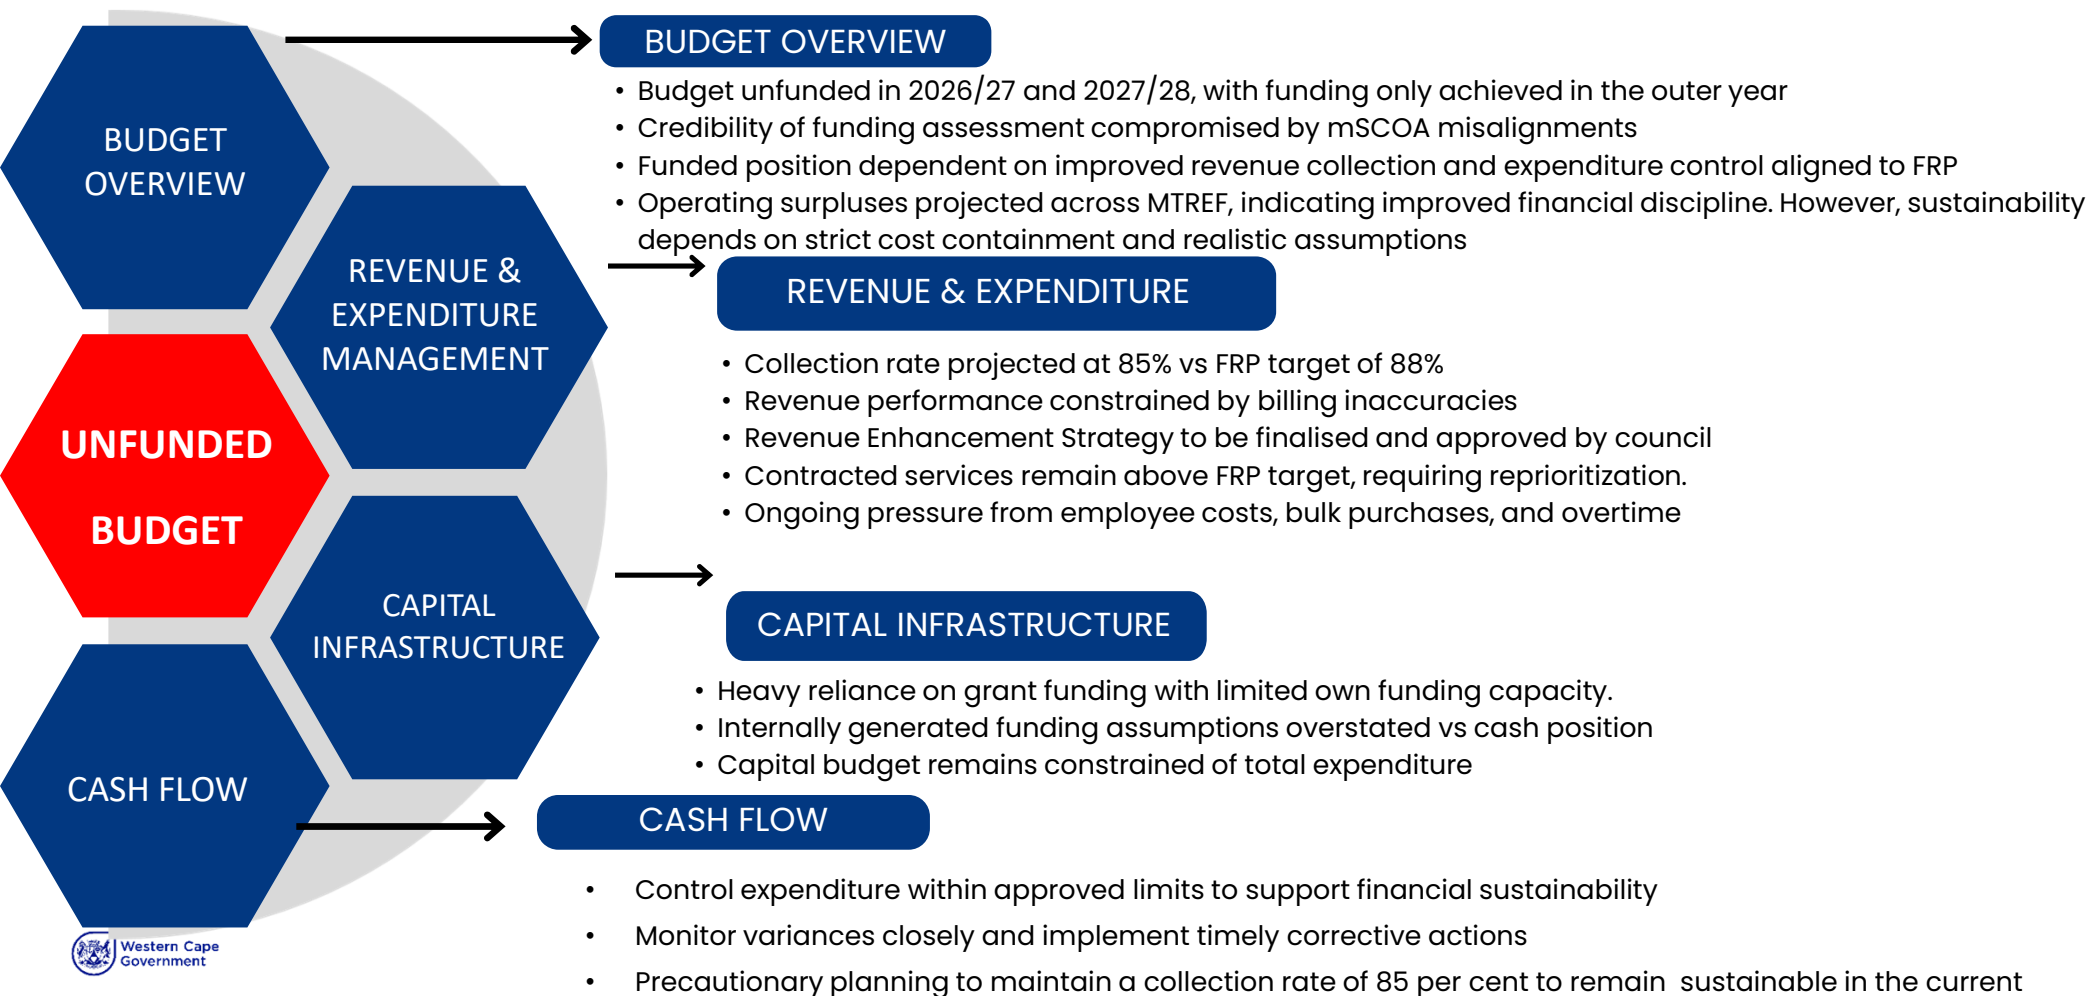 BUDGET
OVERVIEW
REVENUE &
EXPENDITURE
MANAGEMENT
UNFUNDED
BUDGET
CAPITAL
INFRASTRUCTURE
CASH FLOW
BUDGET OVERVIEW
• Budget unfunded in 2026/27 and 2027/28, with funding only achieved in the outer year
• Credibility of funding assessment compromised by mSCOA misalignments
• Funded position dependent on improved revenue collection and expenditure control aligned to FRP
• Operating surpluses projected across MTREF, indicating improved financial discipline. However, sustainability
depends on strict cost containment and realistic assumptions
REVENUE & EXPENDITURE
• Collection rate projected at 85% vs FRP target of 88%
• Revenue performance constrained by billing inaccuracies
• Revenue Enhancement Strategy to be finalised and approved by council
• Contracted services remain above FRP target, requiring reprioritization.
• Ongoing pressure from employee costs, bulk purchases, and overtime
CAPITAL INFRASTRUCTURE
• Heavy reliance on grant funding with limited own funding capacity.
• Internally generated funding assumptions overstated vs cash position
• Capital budget remains constrained of total expenditure
CASH FLOW
• Control expenditure within approved limits to support financial sustainability
• Monitor variances closely and implement timely corrective actions
• Precautionary planning to maintain a collection rate of 85 per cent to remain sustainable in the current
Western Cape
Government